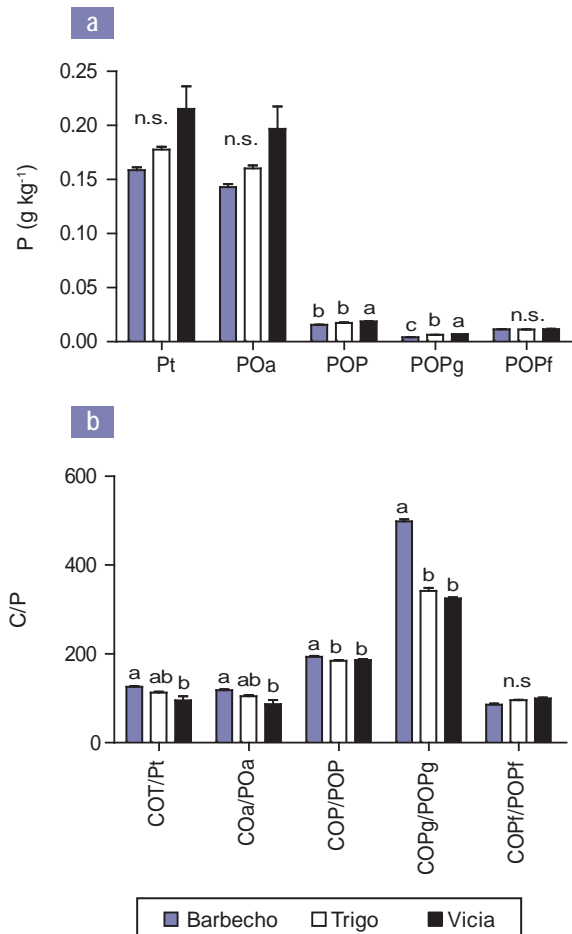 a
0.25
0.20
0.15
0.10
0.05
0.00
P (g kg⁻¹)
n.s.
n.s.
b b a
c b a
n.s.
Pt POa POP POPg POPf
b
600
400
200
0
C/P
a ab b
a ab b
a b b
a b b
n.s
COT/Pt
COa/POa
COP/POP
COPg/POPg
COPf/POPf
Barbecho Trigo Vicia